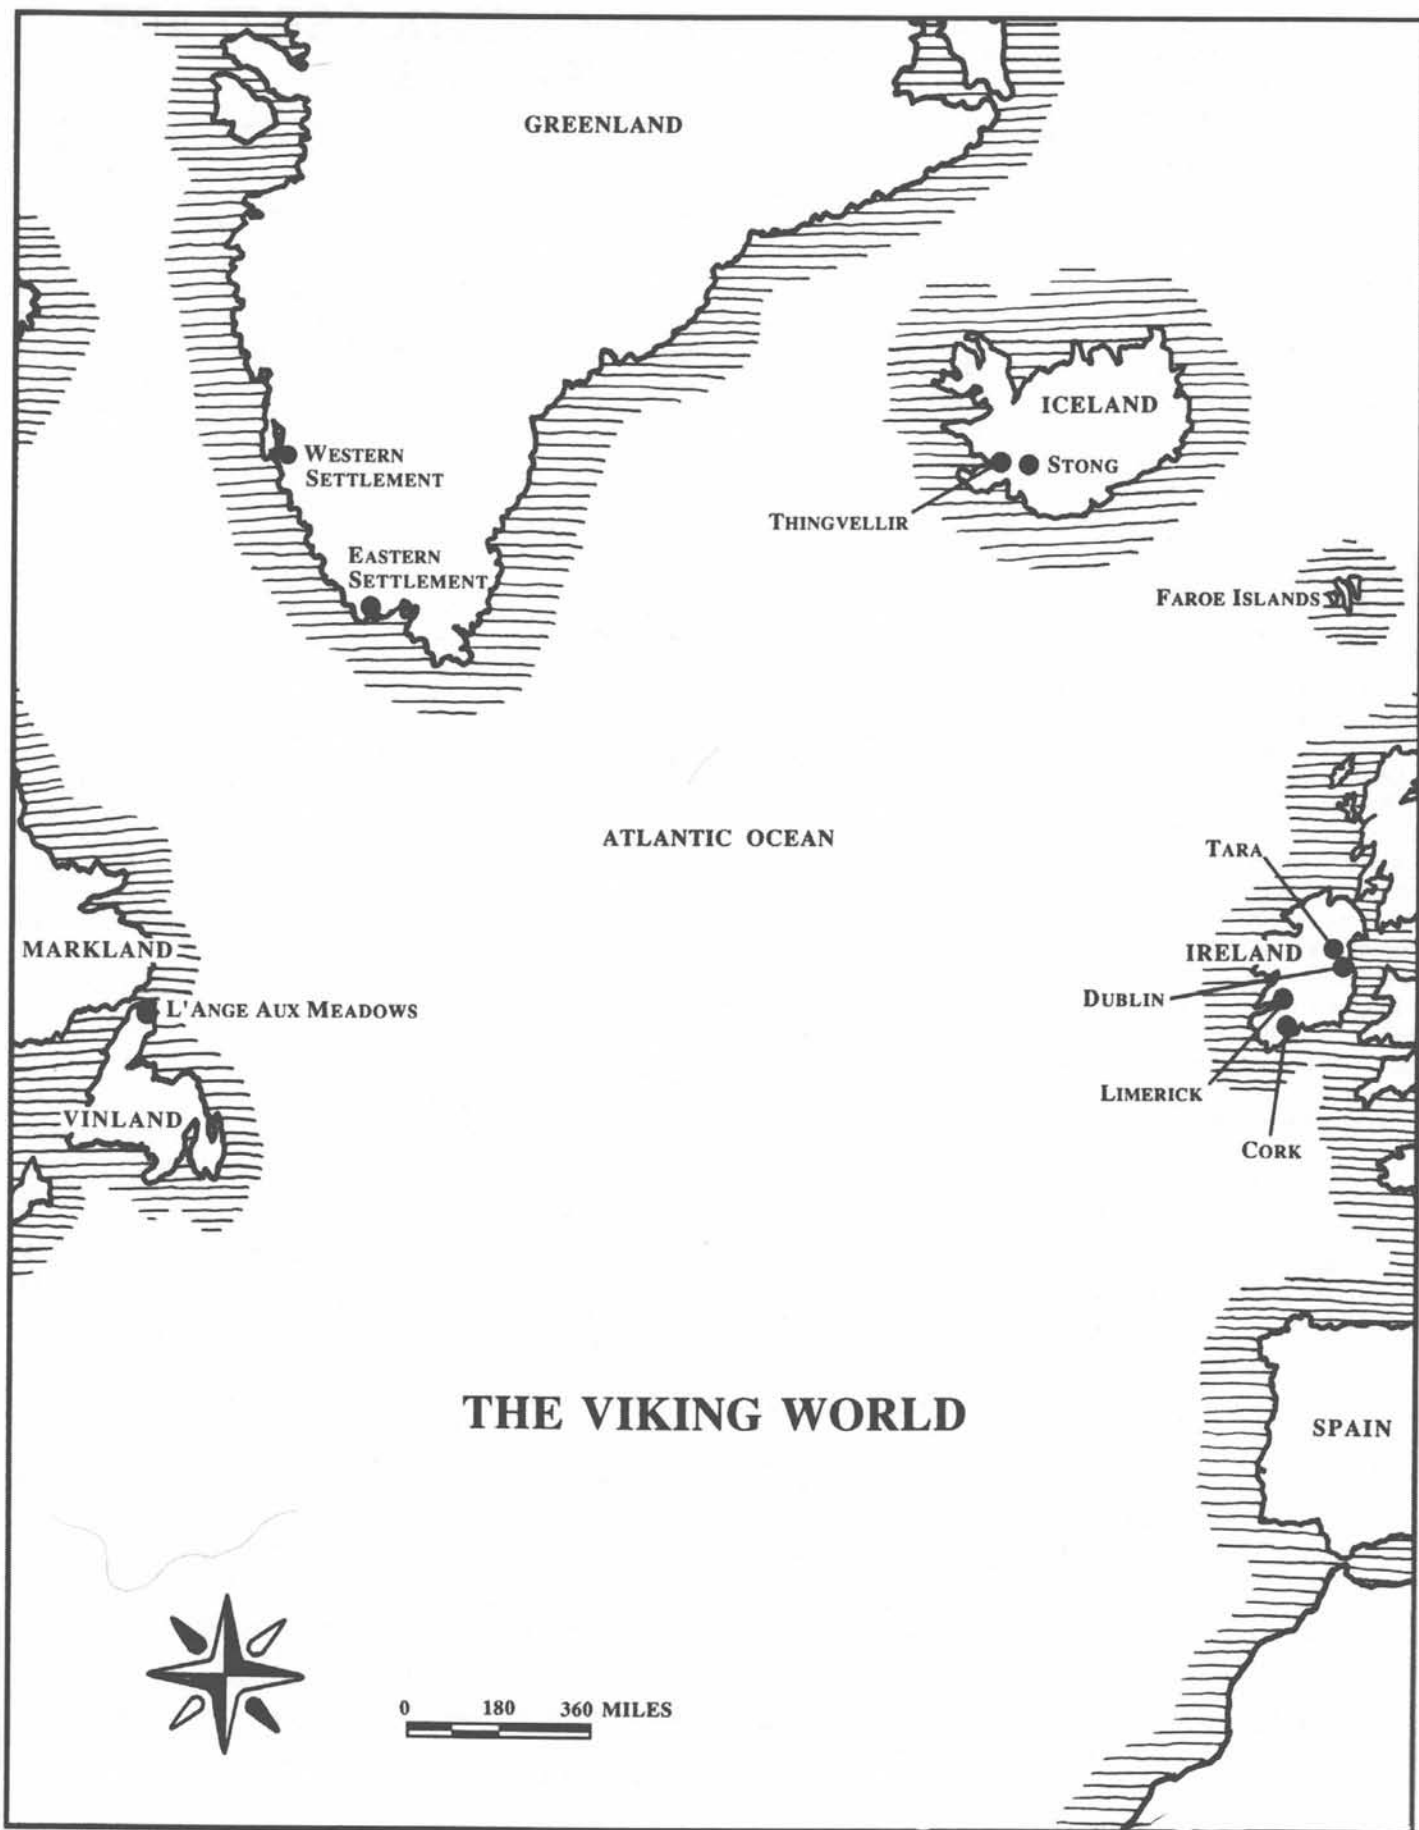 GREENLAND
ICELAND
WESTERN
SETTLEMENT
STONG
THINGVELLIR
EASTERN
SETTLEMENT
FAROE ISLANDS
ATLANTIC OCEAN
TARA
MARKLAND
IRELAND
DUBLIN
L'ANGE AUX MEADOWS
LIMERICK
VINLAND
CORK
THE VIKING WORLD
SPAIN
0 180 360 MILES